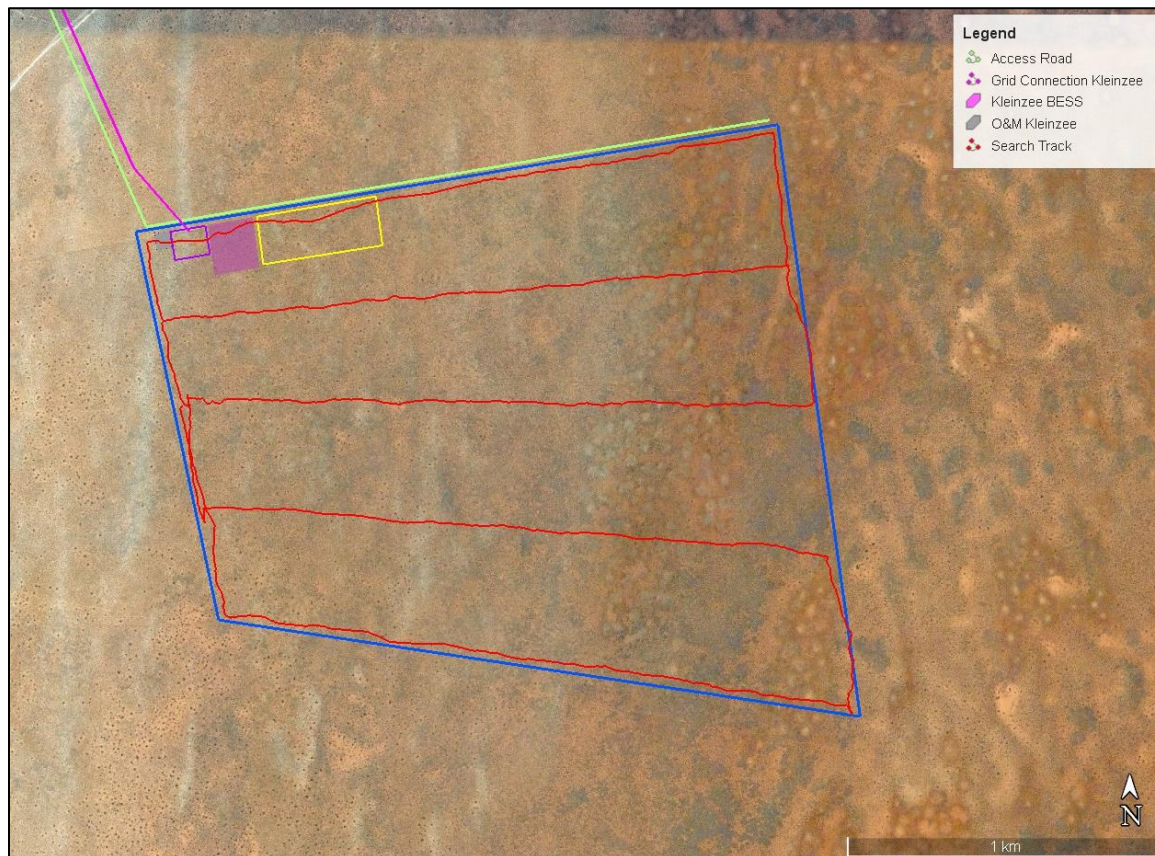 Legend
Access Road
Grid Connection Kleinzee
Kleinzee BESS
O&M Kleinzee
Search Track
N
1 km